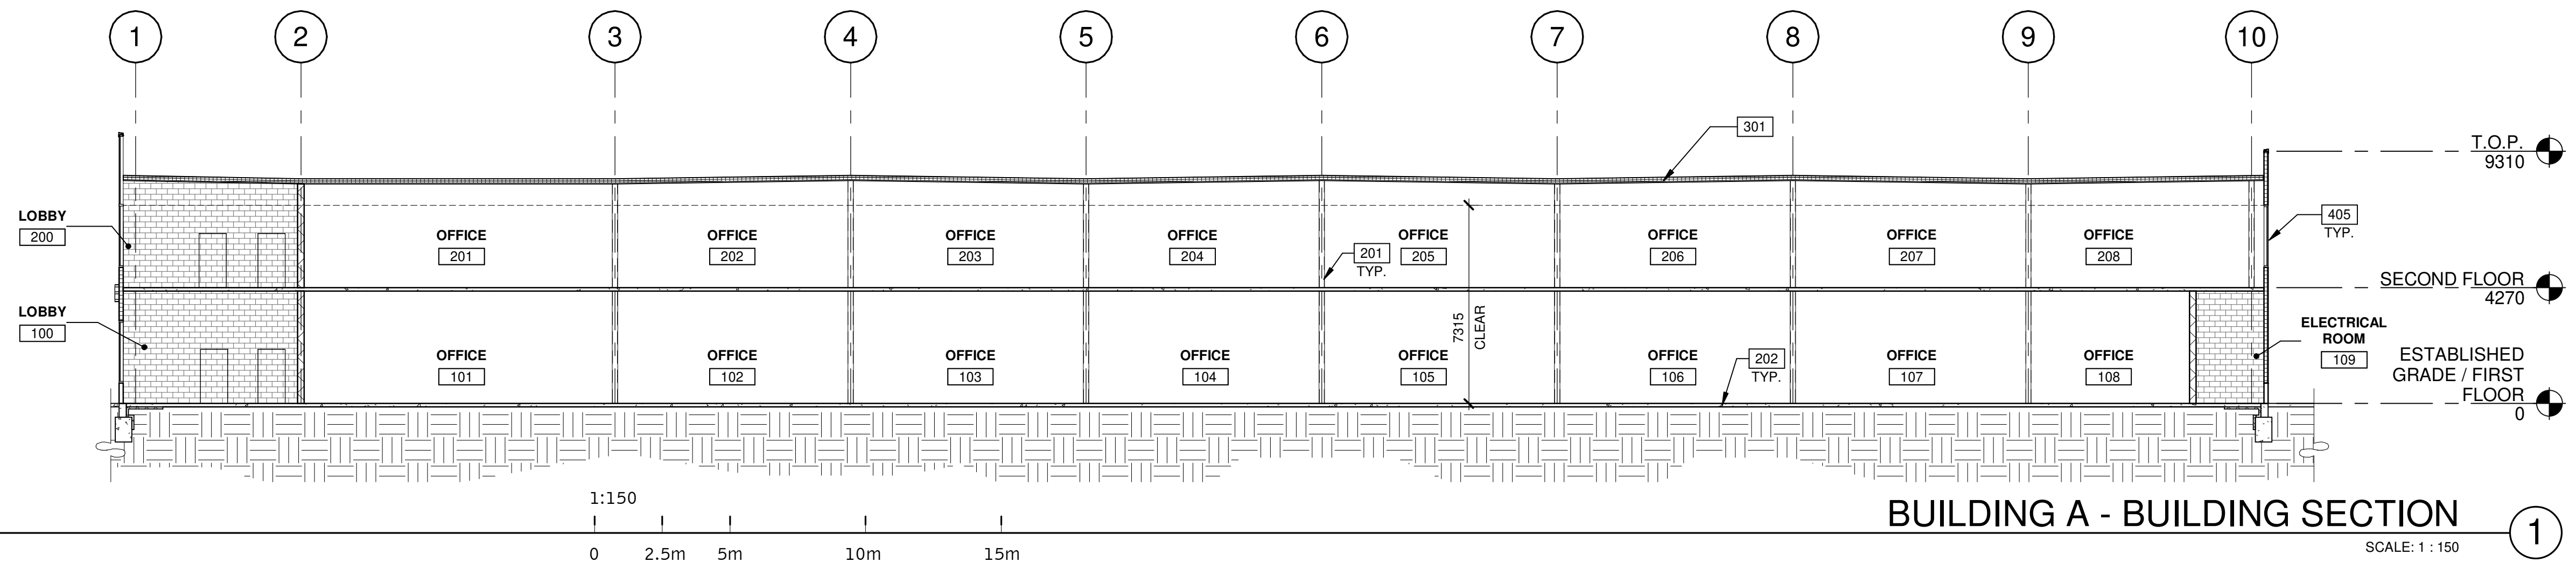 1 2 3 4 5 6 7 8 9 10
301
T.O.P.
9310
LOBBY
200
OFFICE
201
OFFICE
202
OFFICE
203
OFFICE
204
201
TYP.
OFFICE
205
OFFICE
206
OFFICE
207
OFFICE
208
405
TYP.
SECOND FLOOR
4270
LOBBY
100
7315
CLEAR
OFFICE
101
OFFICE
102
OFFICE
103
OFFICE
104
OFFICE
105
OFFICE
106
202
TYP.
OFFICE
107
OFFICE
108
ELECTRICAL
ROOM
109
ESTABLISHED
GRADE / FIRST
FLOOR
0
1:150
0 2.5m 5m 10m 15m
BUILDING A - BUILDING SECTION
1
SCALE: 1 : 150